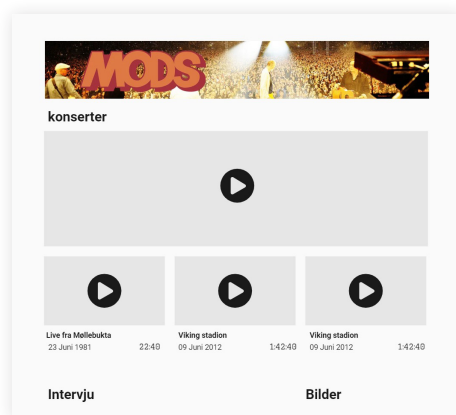 MODS
konserter
Live fra Møllebukta
23 Juni 1981 22:40
Viking stadion
09 Juni 2012 1:42:40
Viking stadion
09 Juni 2012 1:42:40
Intervju
Bilder